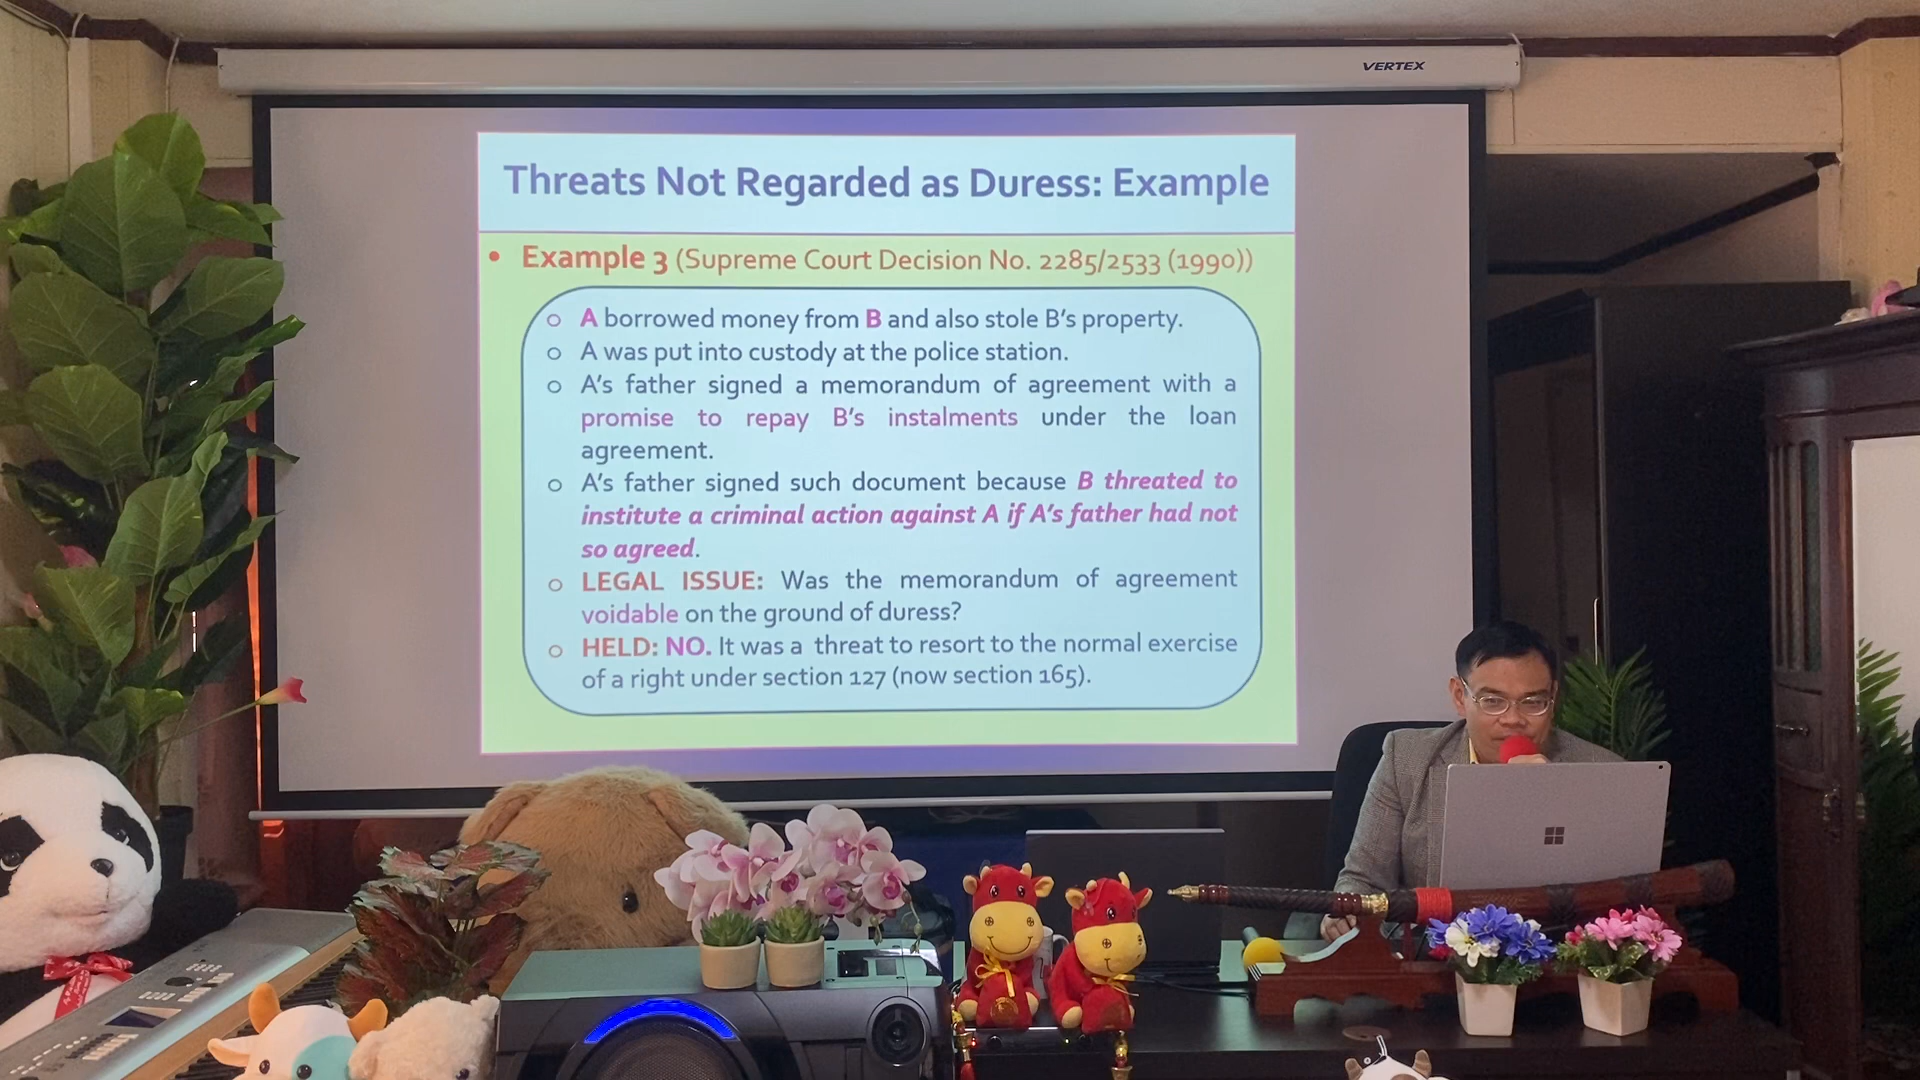 VERTEX
Threats Not Regarded as Duress: Example
• Example 3 (Supreme Court Decision No. 2285/2533 (1990))
o A borrowed money from B and also stole B's property.
o A was put into custody at the police station.
o A's father signed a memorandum of agreement with a
promise to repay B's instalments under the loan
agreement.
o A's father signed such document because B threated to
institute a criminal action against A if A's father had not
so agreed.
o LEGAL ISSUE: Was the memorandum of agreement
voidable on the ground of duress?
o HELD: NO. It was a threat to resort to the normal exercise
of a right under section 127 (now section 165).